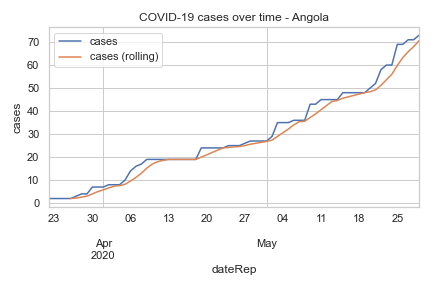 COVID-19 cases over time - Angola
cases
cases (rolling)
cases
70
60
50
40
30
20
10
0
23 30 06 13 20 27 04 11 18 25
Apr May
2020
dateRep